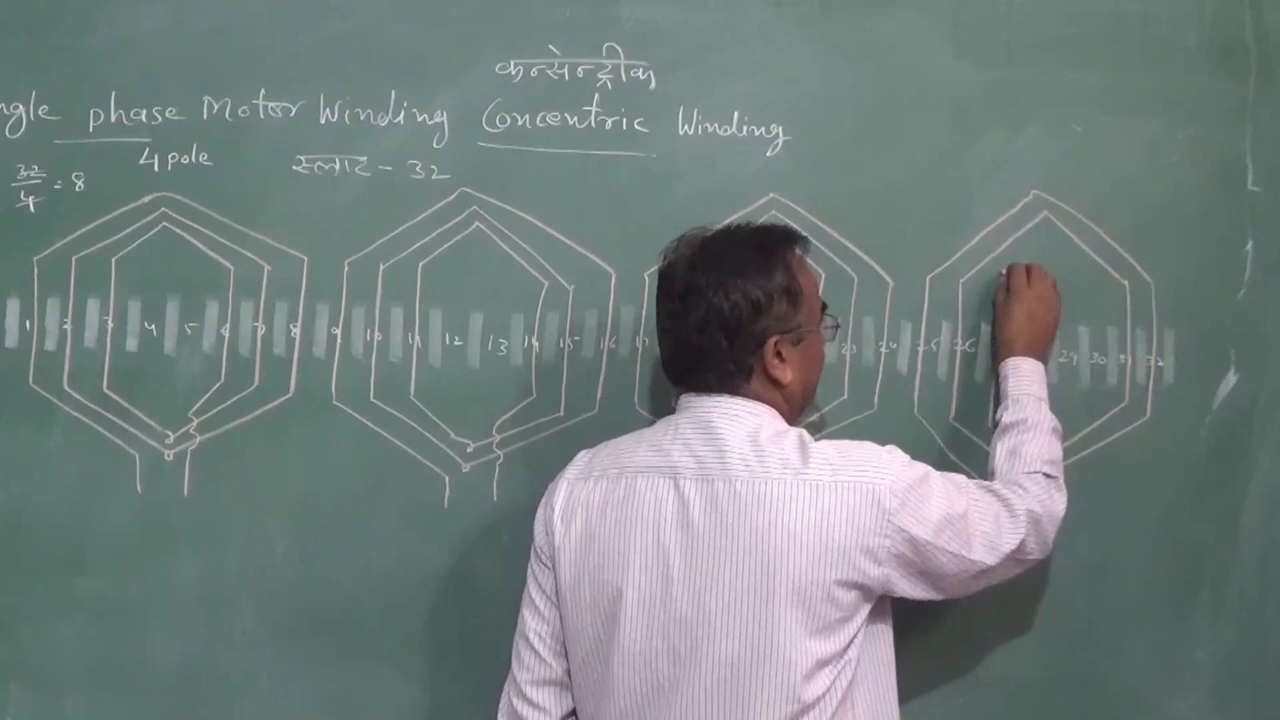 कन्सेन्ट्रीक
ngle phase Motor Winding Concentric Winding
4 pole स्लाट - 32
32/4 = 8
1 2 3 4 5 6 7 8 9 10 11 12 13 14 15 16 17 23 24 25 26 29 30 31 32